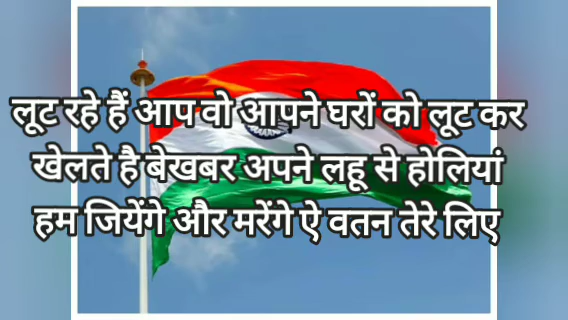 लूट रहे हैं आप वो आपने घरों को लूट कर
खेलते है बेखबर अपने लहू से होलियां
हम जियेंगे और मरेंगे ऐ वतन तेरे लिए